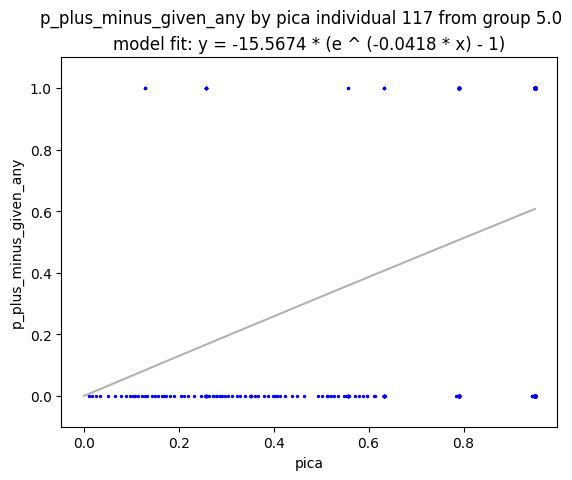 p_plus_minus_given_any by pica individual 117 from group 5.0
model fit: y = -15.5674 * (e ^ (-0.0418 * x) - 1)
1.0
0.8
0.6
0.4
0.2
0.0
p_plus_minus_given_any
0.0 0.2 0.4 0.6 0.8
pica